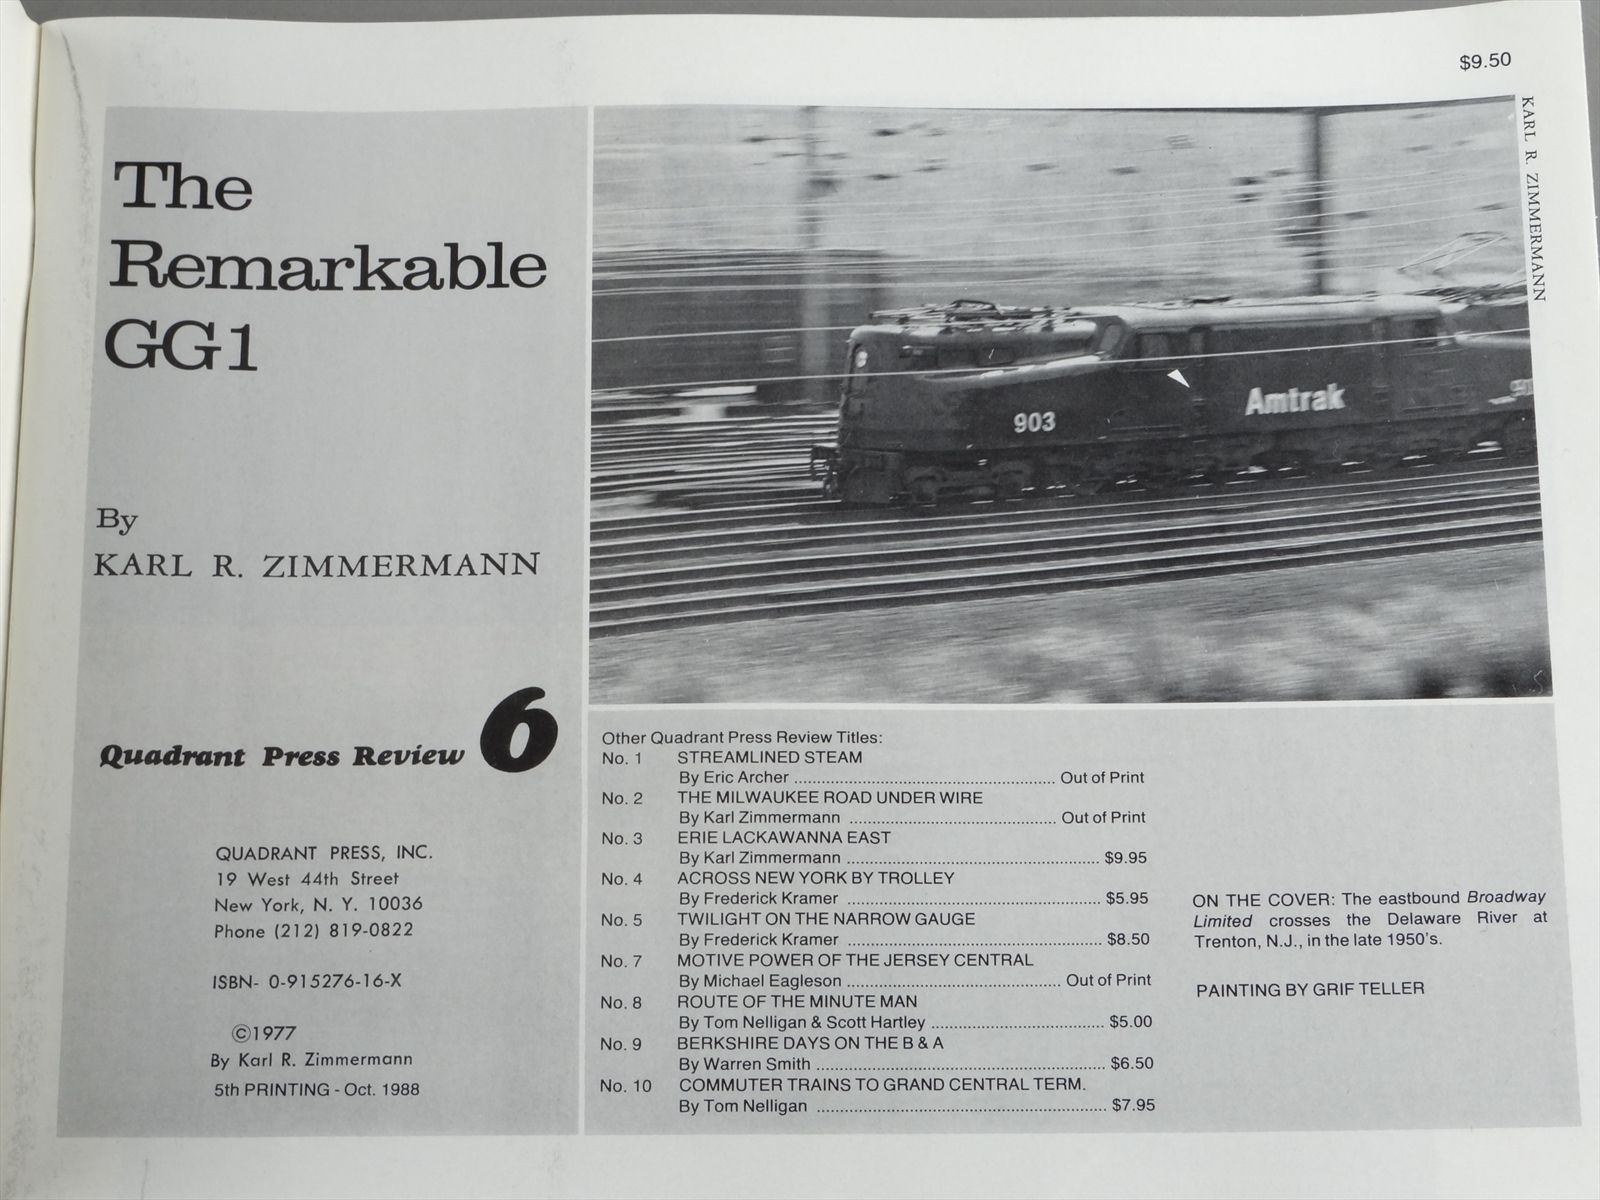 $9.50
The
Remarkable
GG1
By
KARL R. ZIMMERMANN
Quadrant Press Review 6
QUADRANT PRESS, INC.
19 West 44th Street
New York, N. Y. 10036
Phone (212) 819-0822
ISBN- 0-915276-16-X
©1977
By Karl R. Zimmermann
5th PRINTING - Oct. 1988
KARL R. ZIMMERMANN
903
Amtrak
Other Quadrant Press Review Titles:
No. 1 STREAMLINED STEAM
By Eric Archer ........ Out of Print
No. 2 THE MILWAUKEE ROAD UNDER WIRE
By Karl Zimmermann ........ Out of Print
No. 3 ERIE LACKAWANNA EAST
By Karl Zimmermann ........ $9.95
No. 4 ACROSS NEW YORK BY TROLLEY
By Frederick Kramer ........ $5.95
No. 5 TWILIGHT ON THE NARROW GAUGE
By Frederick Kramer ........ $8.50
No. 7 MOTIVE POWER OF THE JERSEY CENTRAL
By Michael Eagleson ........ Out of Print
No. 8 ROUTE OF THE MINUTE MAN
By Tom Nelligan & Scott Hartley ........ $5.00
No. 9 BERKSHIRE DAYS ON THE B & A
By Warren Smith ........ $6.50
No. 10 COMMUTER TRAINS TO GRAND CENTRAL TERM.
By Tom Nelligan ........ $7.95
ON THE COVER: The eastbound Broadway
Limited crosses the Delaware River at
Trenton, N.J., in the late 1950's.
PAINTING BY GRIF TELLER